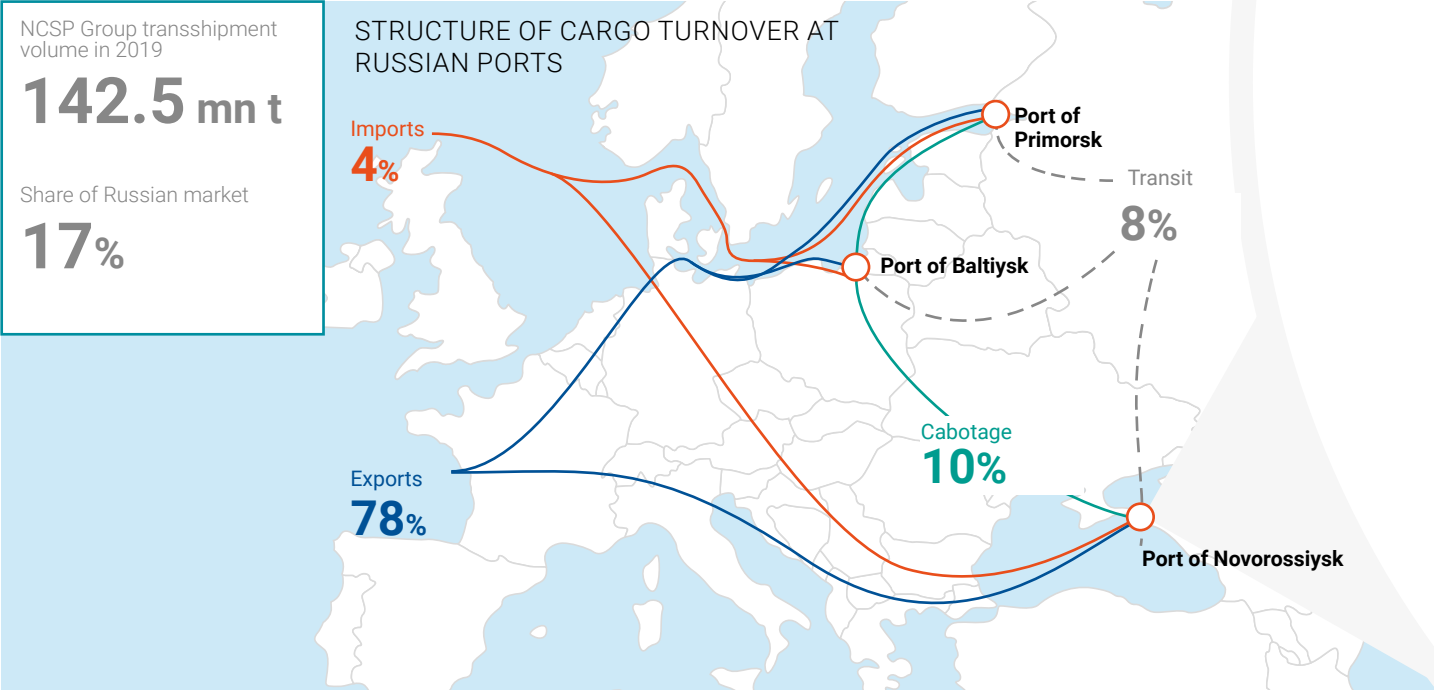 NCSP Group transshipment
volume in 2019
142.5 mn t
Share of Russian market
17%
STRUCTURE OF CARGO TURNOVER AT
RUSSIAN PORTS
Imports
4%
Port of
Primorsk
Transit
8%
Port of Baltiysk
Cabotage
10%
Exports
78%
Port of Novorossiysk